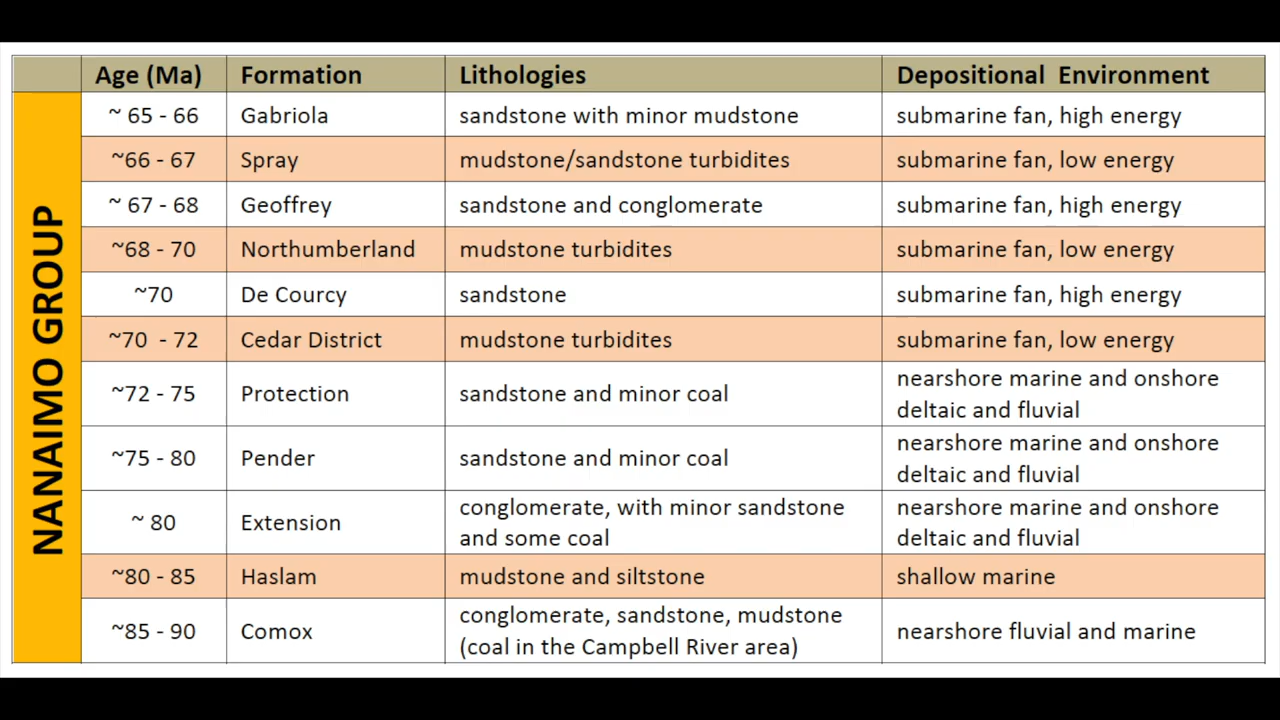 Age (Ma) Formation Lithologies Depositional Environment
NANAIMO GROUP
~ 65 - 66 Gabriola sandstone with minor mudstone submarine fan, high energy
~66 - 67 Spray mudstone/sandstone turbidites submarine fan, low energy
~ 67 - 68 Geoffrey sandstone and conglomerate submarine fan, high energy
~68 - 70 Northumberland mudstone turbidites submarine fan, low energy
~70 De Courcy sandstone submarine fan, high energy
~70 - 72 Cedar District mudstone turbidites submarine fan, low energy
~72 - 75 Protection sandstone and minor coal nearshore marine and onshore
deltaic and fluvial
~75 - 80 Pender sandstone and minor coal nearshore marine and onshore
deltaic and fluvial
~ 80 Extension conglomerate, with minor sandstone
and some coal
nearshore marine and onshore
deltaic and fluvial
~80 - 85 Haslam mudstone and siltstone shallow marine
~85 - 90 Comox conglomerate, sandstone, mudstone
(coal in the Campbell River area)
nearshore fluvial and marine